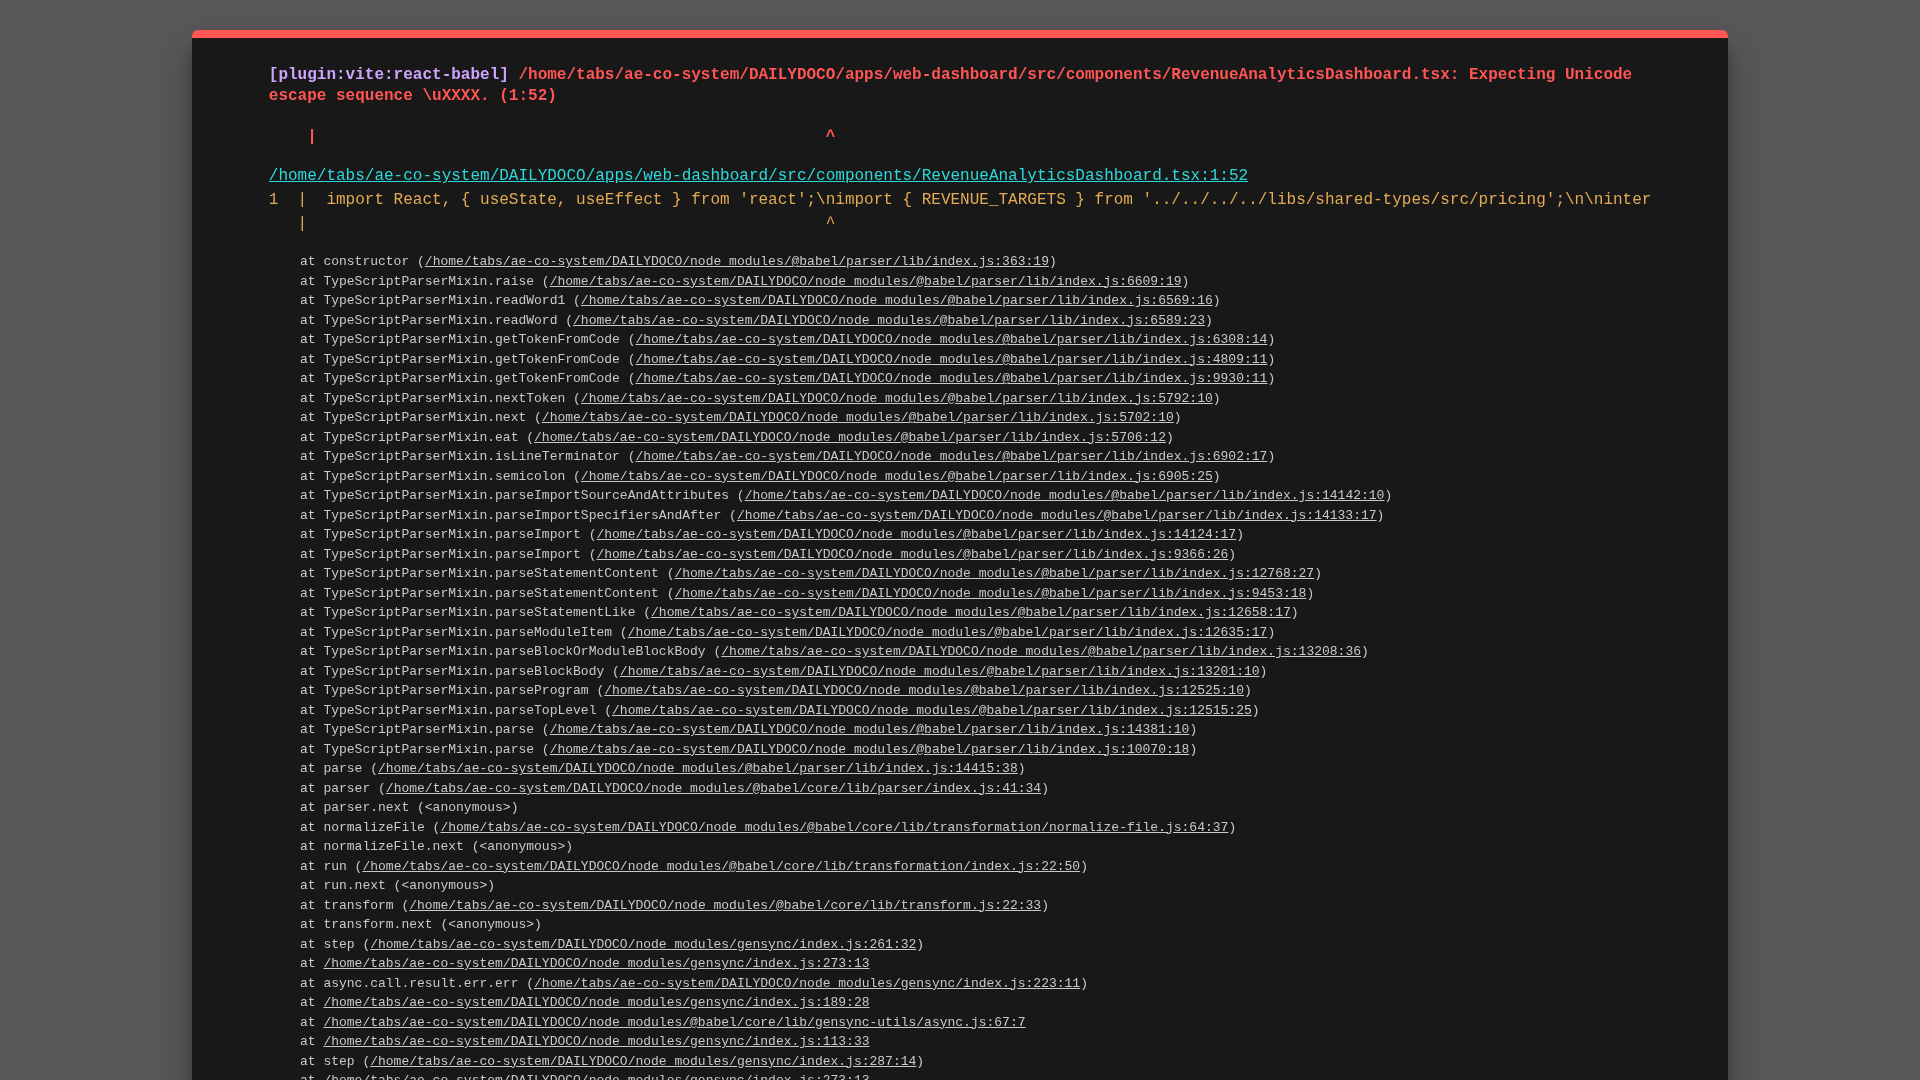 [plugin:vite:react-babel] /home/tabs/ae-co-system/DAILYDOCO/apps/web-dashboard/src/components/RevenueAnalyticsDashboard.tsx: Expecting Unicode
escape sequence \uXXXX. (1:52)
| ^
/home/tabs/ae-co-system/DAILYDOCO/apps/web-dashboard/src/components/RevenueAnalyticsDashboard.tsx:1:52
1 | import React, { useState, useEffect } from 'react';\nimport { REVENUE_TARGETS } from '../../../../libs/shared-types/src/pricing';\n\ninter
| ^
at constructor (/home/tabs/ae-co-system/DAILYDOCO/node_modules/@babel/parser/lib/index.js:363:19)
at TypeScriptParserMixin.raise (/home/tabs/ae-co-system/DAILYDOCO/node_modules/@babel/parser/lib/index.js:6609:19)
at TypeScriptParserMixin.readWord1 (/home/tabs/ae-co-system/DAILYDOCO/node_modules/@babel/parser/lib/index.js:6569:16)
at TypeScriptParserMixin.readWord (/home/tabs/ae-co-system/DAILYDOCO/node_modules/@babel/parser/lib/index.js:6589:23)
at TypeScriptParserMixin.getTokenFromCode (/home/tabs/ae-co-system/DAILYDOCO/node_modules/@babel/parser/lib/index.js:6308:14)
at TypeScriptParserMixin.getTokenFromCode (/home/tabs/ae-co-system/DAILYDOCO/node_modules/@babel/parser/lib/index.js:4809:11)
at TypeScriptParserMixin.getTokenFromCode (/home/tabs/ae-co-system/DAILYDOCO/node_modules/@babel/parser/lib/index.js:9930:11)
at TypeScriptParserMixin.nextToken (/home/tabs/ae-co-system/DAILYDOCO/node_modules/@babel/parser/lib/index.js:5792:10)
at TypeScriptParserMixin.next (/home/tabs/ae-co-system/DAILYDOCO/node_modules/@babel/parser/lib/index.js:5702:10)
at TypeScriptParserMixin.eat (/home/tabs/ae-co-system/DAILYDOCO/node_modules/@babel/parser/lib/index.js:5706:12)
at TypeScriptParserMixin.isLineTerminator (/home/tabs/ae-co-system/DAILYDOCO/node_modules/@babel/parser/lib/index.js:6902:17)
at TypeScriptParserMixin.semicolon (/home/tabs/ae-co-system/DAILYDOCO/node_modules/@babel/parser/lib/index.js:6905:25)
at TypeScriptParserMixin.parseImportSourceAndAttributes (/home/tabs/ae-co-system/DAILYDOCO/node_modules/@babel/parser/lib/index.js:14142:10)
at TypeScriptParserMixin.parseImportSpecifiersAndAfter (/home/tabs/ae-co-system/DAILYDOCO/node_modules/@babel/parser/lib/index.js:14133:17)
at TypeScriptParserMixin.parseImport (/home/tabs/ae-co-system/DAILYDOCO/node_modules/@babel/parser/lib/index.js:14124:17)
at TypeScriptParserMixin.parseImport (/home/tabs/ae-co-system/DAILYDOCO/node_modules/@babel/parser/lib/index.js:9366:26)
at TypeScriptParserMixin.parseStatementContent (/home/tabs/ae-co-system/DAILYDOCO/node_modules/@babel/parser/lib/index.js:12768:27)
at TypeScriptParserMixin.parseStatementContent (/home/tabs/ae-co-system/DAILYDOCO/node_modules/@babel/parser/lib/index.js:9453:18)
at TypeScriptParserMixin.parseStatementLike (/home/tabs/ae-co-system/DAILYDOCO/node_modules/@babel/parser/lib/index.js:12658:17)
at TypeScriptParserMixin.parseModuleItem (/home/tabs/ae-co-system/DAILYDOCO/node_modules/@babel/parser/lib/index.js:12635:17)
at TypeScriptParserMixin.parseBlockOrModuleBlockBody (/home/tabs/ae-co-system/DAILYDOCO/node_modules/@babel/parser/lib/index.js:13208:36)
at TypeScriptParserMixin.parseBlockBody (/home/tabs/ae-co-system/DAILYDOCO/node_modules/@babel/parser/lib/index.js:13201:10)
at TypeScriptParserMixin.parseProgram (/home/tabs/ae-co-system/DAILYDOCO/node_modules/@babel/parser/lib/index.js:12525:10)
at TypeScriptParserMixin.parseTopLevel (/home/tabs/ae-co-system/DAILYDOCO/node_modules/@babel/parser/lib/index.js:12515:25)
at TypeScriptParserMixin.parse (/home/tabs/ae-co-system/DAILYDOCO/node_modules/@babel/parser/lib/index.js:14381:10)
at TypeScriptParserMixin.parse (/home/tabs/ae-co-system/DAILYDOCO/node_modules/@babel/parser/lib/index.js:10070:18)
at parse (/home/tabs/ae-co-system/DAILYDOCO/node_modules/@babel/parser/lib/index.js:14415:38)
at parser (/home/tabs/ae-co-system/DAILYDOCO/node_modules/@babel/core/lib/parser/index.js:41:34)
at parser.next (<anonymous>)
at normalizeFile (/home/tabs/ae-co-system/DAILYDOCO/node_modules/@babel/core/lib/transformation/normalize-file.js:64:37)
at normalizeFile.next (<anonymous>)
at run (/home/tabs/ae-co-system/DAILYDOCO/node_modules/@babel/core/lib/transformation/index.js:22:50)
at run.next (<anonymous>)
at transform (/home/tabs/ae-co-system/DAILYDOCO/node_modules/@babel/core/lib/transform.js:22:33)
at transform.next (<anonymous>)
at step (/home/tabs/ae-co-system/DAILYDOCO/node_modules/gensync/index.js:261:32)
at /home/tabs/ae-co-system/DAILYDOCO/node_modules/gensync/index.js:273:13
at async.call.result.err.err (/home/tabs/ae-co-system/DAILYDOCO/node_modules/gensync/index.js:223:11)
at /home/tabs/ae-co-system/DAILYDOCO/node_modules/gensync/index.js:189:28
at /home/tabs/ae-co-system/DAILYDOCO/node_modules/@babel/core/lib/gensync-utils/async.js:67:7
at /home/tabs/ae-co-system/DAILYDOCO/node_modules/gensync/index.js:113:33
at step (/home/tabs/ae-co-system/DAILYDOCO/node_modules/gensync/index.js:287:14)
at /home/tabs/ae-co-system/DAILYDOCO/node_modules/gensync/index.js:273:13